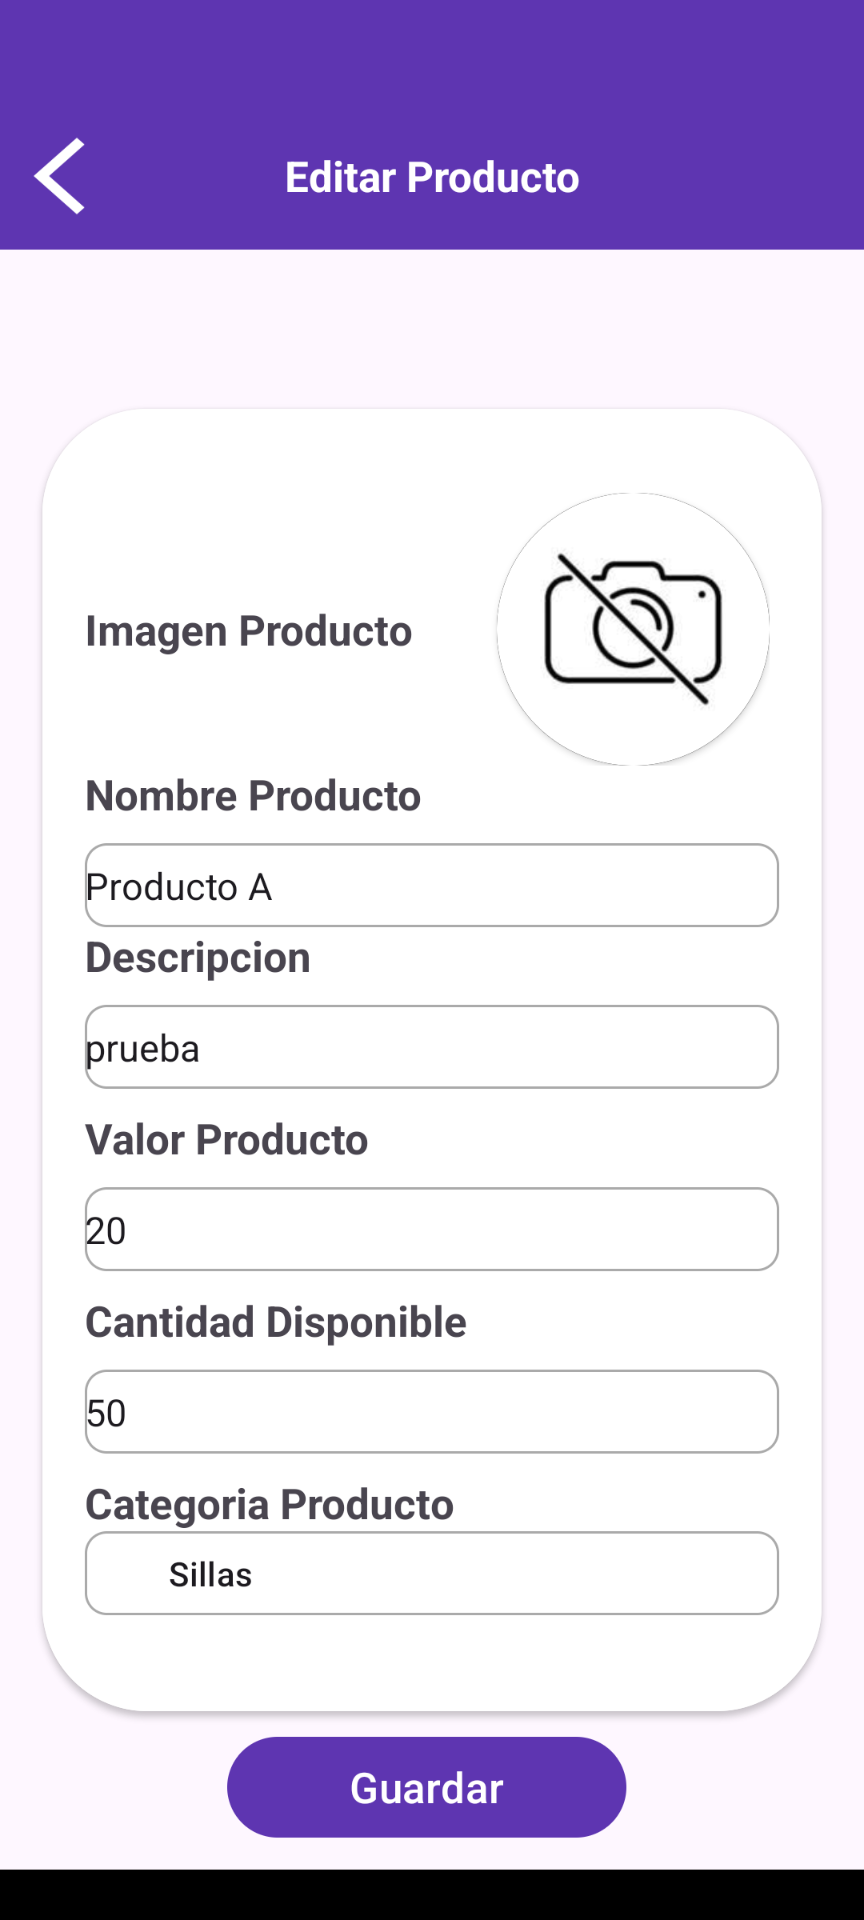 Editar Producto
Imagen Producto
Nombre Producto
Producto A
Descripcion
prueba
Valor Producto
20
Cantidad Disponible
50
Categoria Producto
Sillas
Guardar